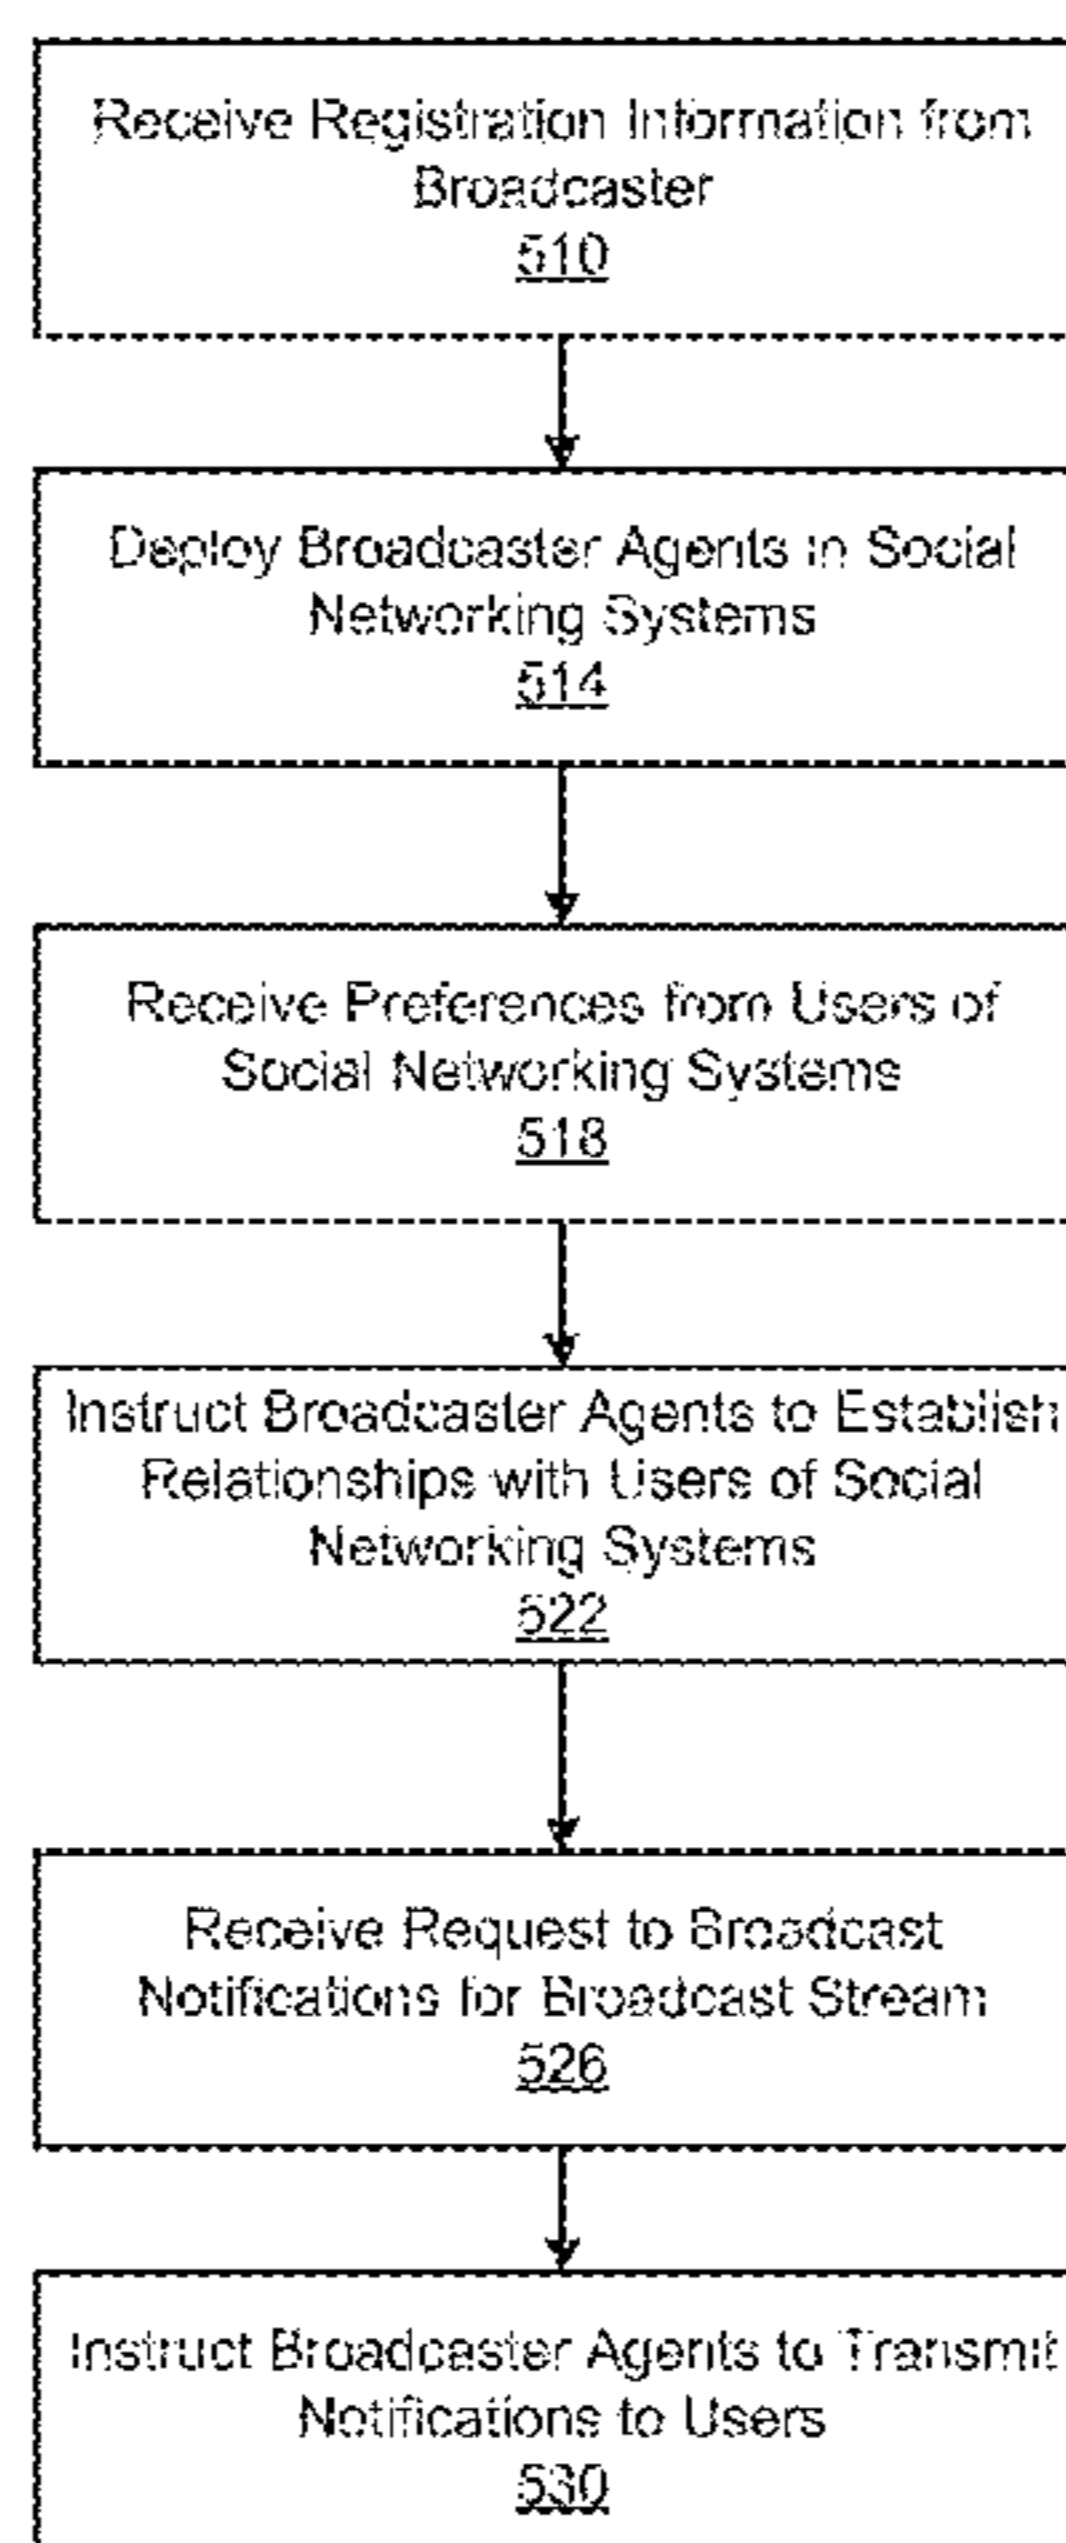 Receive Registration Information from
Broadcaster
510
Deploy Broadcaster Agents in Social
Networking Systems
514
Receive Preferences from Users of
Social Networking Systems
518
Instruct Broadcaster Agents to Establish
Relationships with Users of Social
Networking Systems
522
Receive Request to Broadcast
Notifications for Broadcast Stream
526
Instruct Broadcaster Agents to Transmit
Notifications to Users
530